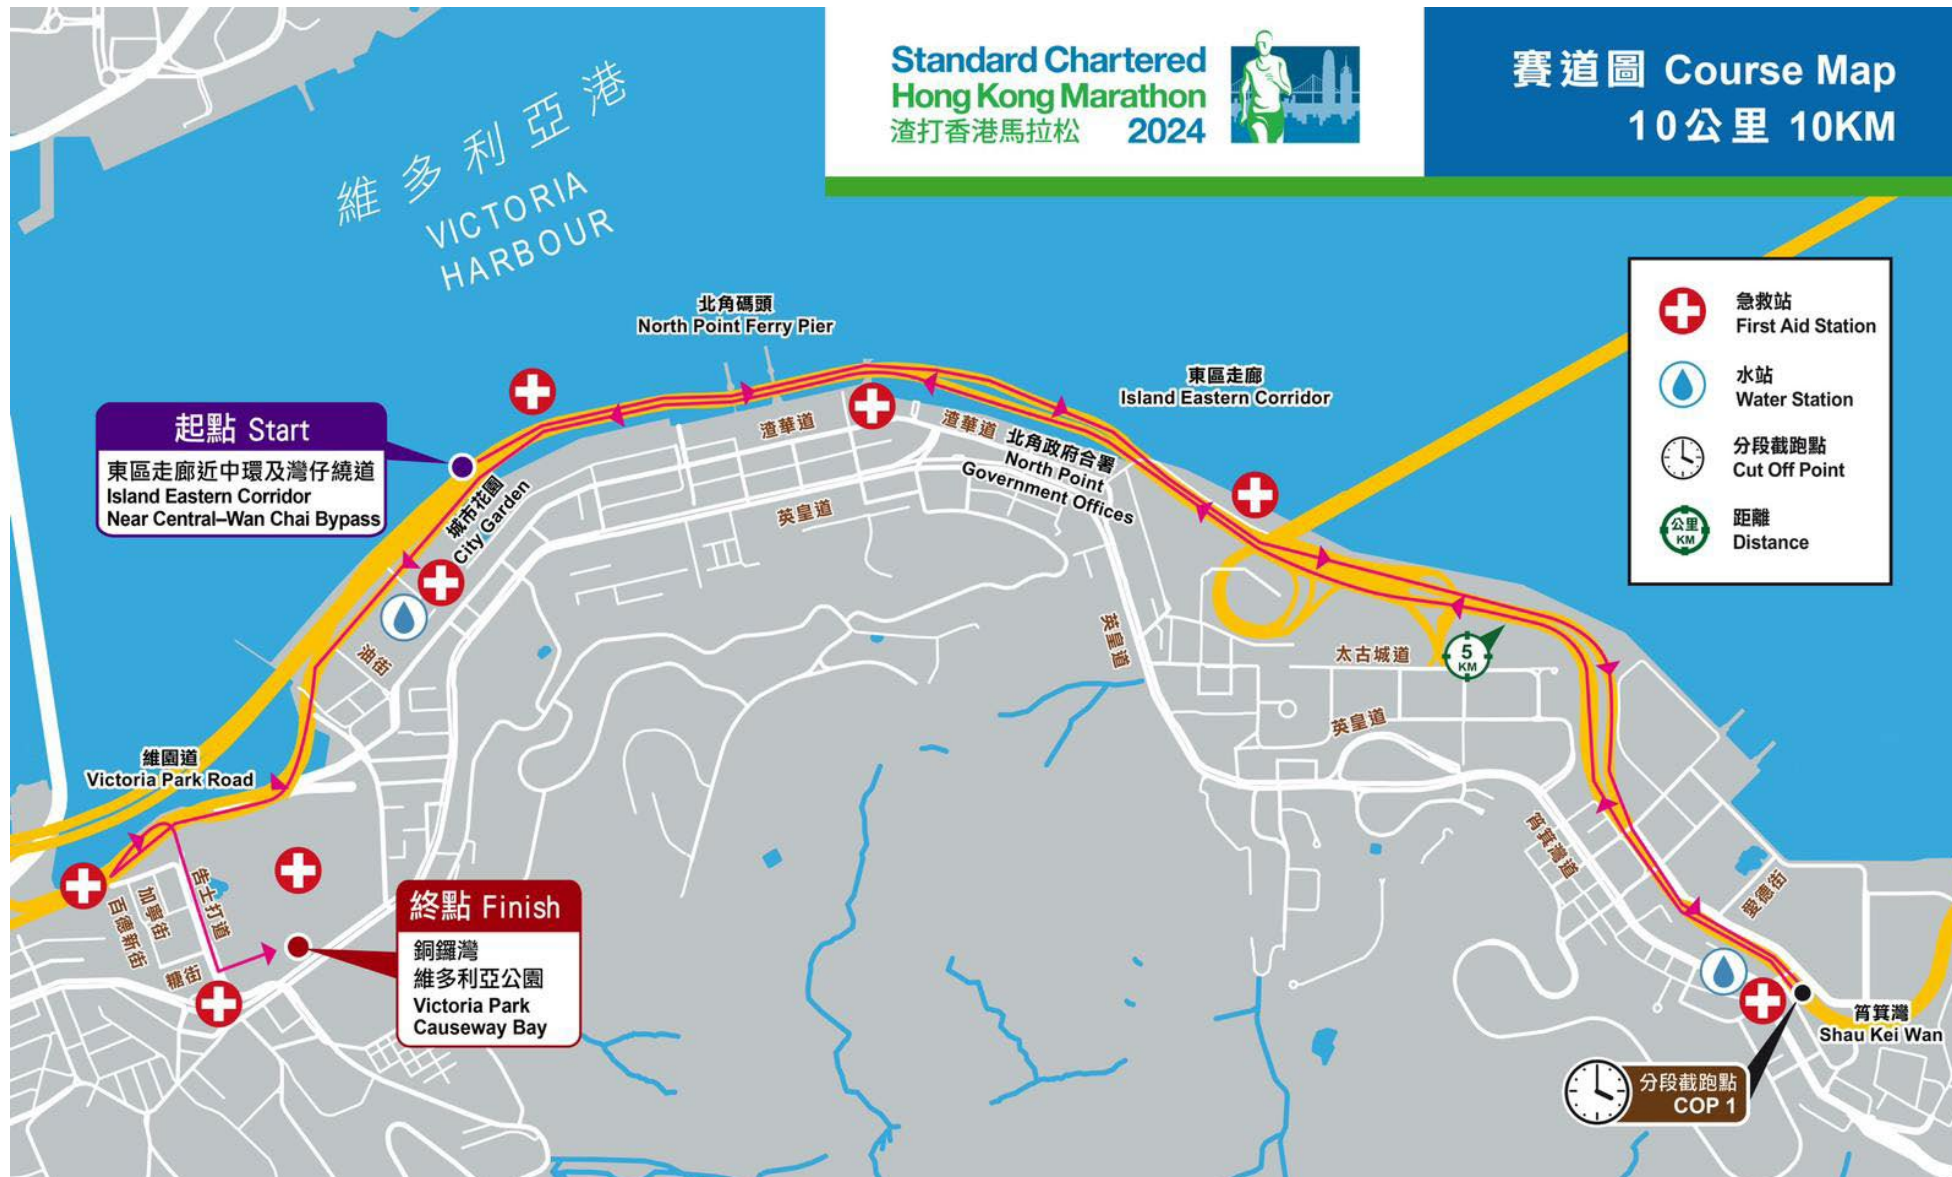 Standard Chartered
Hong Kong Marathon
渣打香港馬拉松 2024
賽道圖 Course Map
10公里 10KM
維多利亞港
VICTORIA
HARBOUR
北角碼頭
North Point Ferry Pier
東區走廊
Island Eastern Corridor
急救站
First Aid Station
水站
Water Station
分段截跑點
Cut Off Point
公里
KM
距離
Distance
起點 Start
東區走廊近中環及灣仔繞道
Island Eastern Corridor
Near Central–Wan Chai Bypass
城市花園
City Garden
渣華道
渣華道
北角政府合署
North Point
Government Offices
英皇道
英皇道
油街
太古城道
5
KM
英皇道
維園道
Victoria Park Road
筲箕灣道
愛德街
告士打道
加寧街
百德新街
糖街
終點 Finish
銅鑼灣
維多利亞公園
Victoria Park
Causeway Bay
筲箕灣
Shau Kei Wan
分段截跑點
COP 1